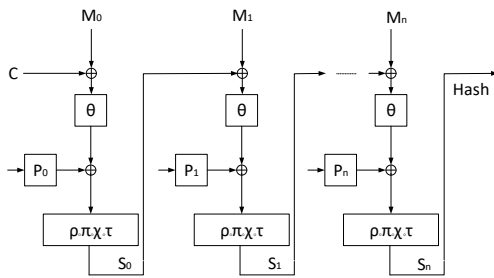 M₀ M₁ Mₙ
C
Hash
θ θ θ
P₀ P₁ Pₙ
ρ∘π∘χ∘τ ρ∘π∘χ∘τ ρ∘π∘χ∘τ
S₀ S₁ Sₙ